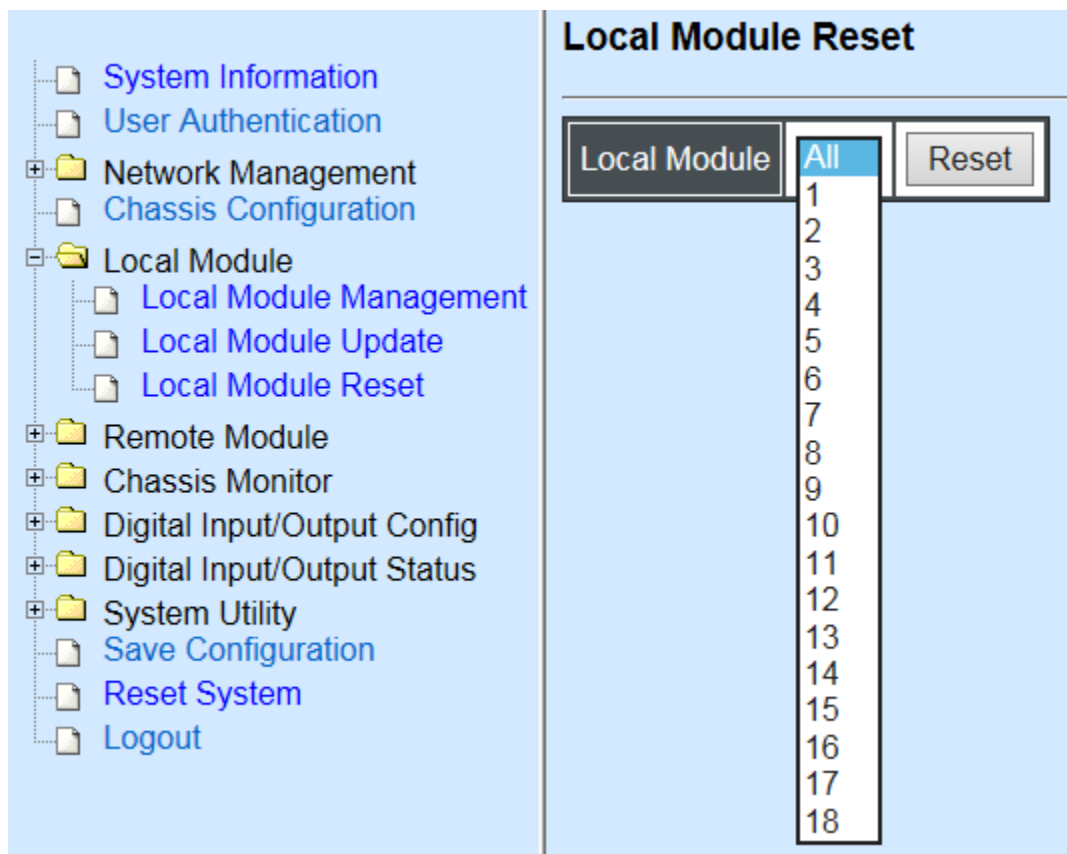 System Information
User Authentication
Network Management
Chassis Configuration
Local Module
Local Module Management
Local Module Update
Local Module Reset
Remote Module
Chassis Monitor
Digital Input/Output Config
Digital Input/Output Status
System Utility
Save Configuration
Reset System
Logout
Local Module Reset
Local Module All Reset
1
2
3
4
5
6
7
8
9
10
11
12
13
14
15
16
17
18